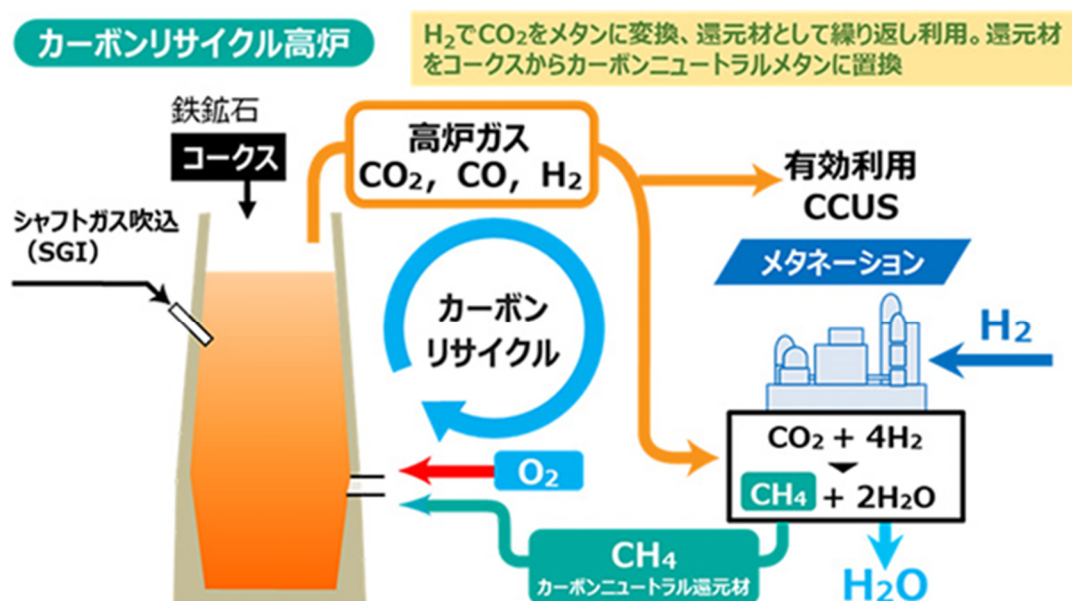 カーボンリサイクル高炉
H₂でCO₂をメタンに変換、還元材として繰り返し利用。還元材
をコークスからカーボンニュートラルメタンに置換
鉄鉱石
コークス
シャフトガス吹込
（SGI）
高炉ガス
CO₂, CO, H₂
有効利用
CCUS
カーボン
リサイクル
メタネーション
H₂
CO₂ + 4H₂
CH₄ + 2H₂O
O₂
CH₄
カーボンニュートラル還元材
H₂O